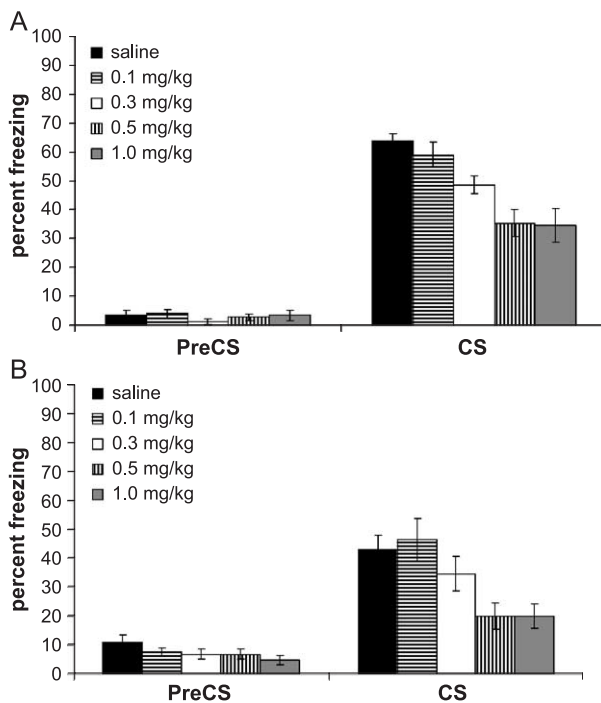 A
100
90
80
70
60
50
40
30
20
10
0
percent freezing
saline
0.1 mg/kg
0.3 mg/kg
0.5 mg/kg
1.0 mg/kg
PreCS CS
B
100
90
80
70
60
50
40
30
20
10
0
percent freezing
saline
0.1 mg/kg
0.3 mg/kg
0.5 mg/kg
1.0 mg/kg
PreCS CS